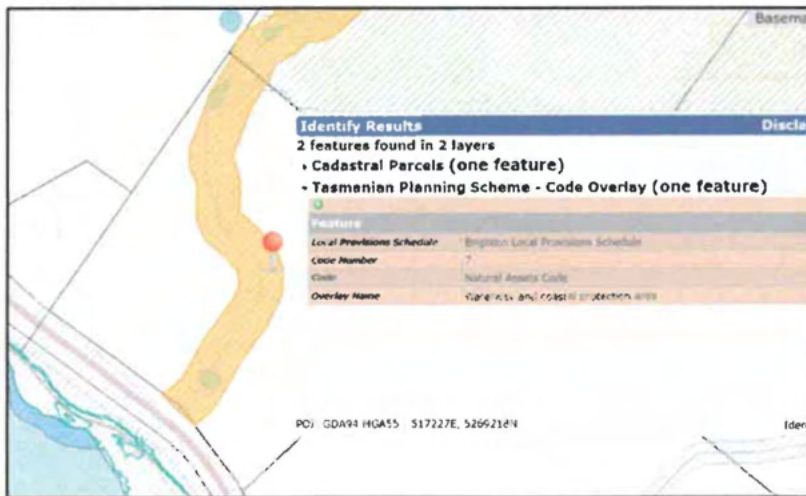 Basema
Identify Results Discla
2 features found in 2 layers
Cadastral Parcels (one feature)
- Tasmanian Planning Scheme - Code Overlay (one feature)
Feature
Local Provisions Schedule Brighton Local Provisions Schedule
Code Number 7
Code Natural Assets Code
Overlay Name Waterway and coastal protection area
POS: GDA94 MGA55 517227E, 5269218N Iden